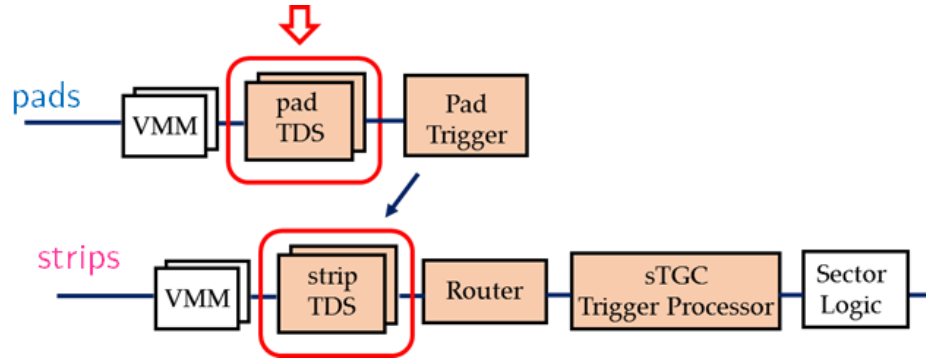 pads
VMM
pad
TDS
Pad
Trigger
strips
VMM
strip
TDS
Router
sTGC
Trigger Processor
Sector
Logic